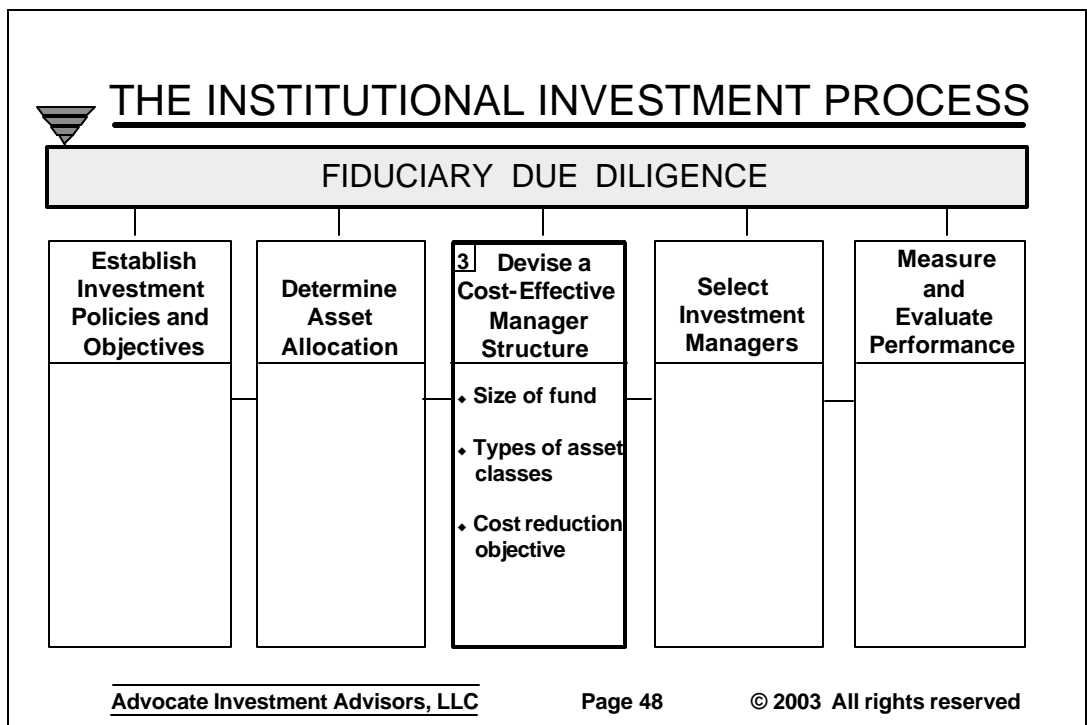 THE INSTITUTIONAL INVESTMENT PROCESS
FIDUCIARY DUE DILIGENCE
Establish
Investment
Policies and
Objectives
Determine
Asset
Allocation
3 Devise a
Cost-Effective
Manager
Structure
◆ Size of fund
◆ Types of asset
classes
◆ Cost reduction
objective
Select
Investment
Managers
Measure
and
Evaluate
Performance
Advocate Investment Advisors, LLC Page 48 © 2003 All rights reserved